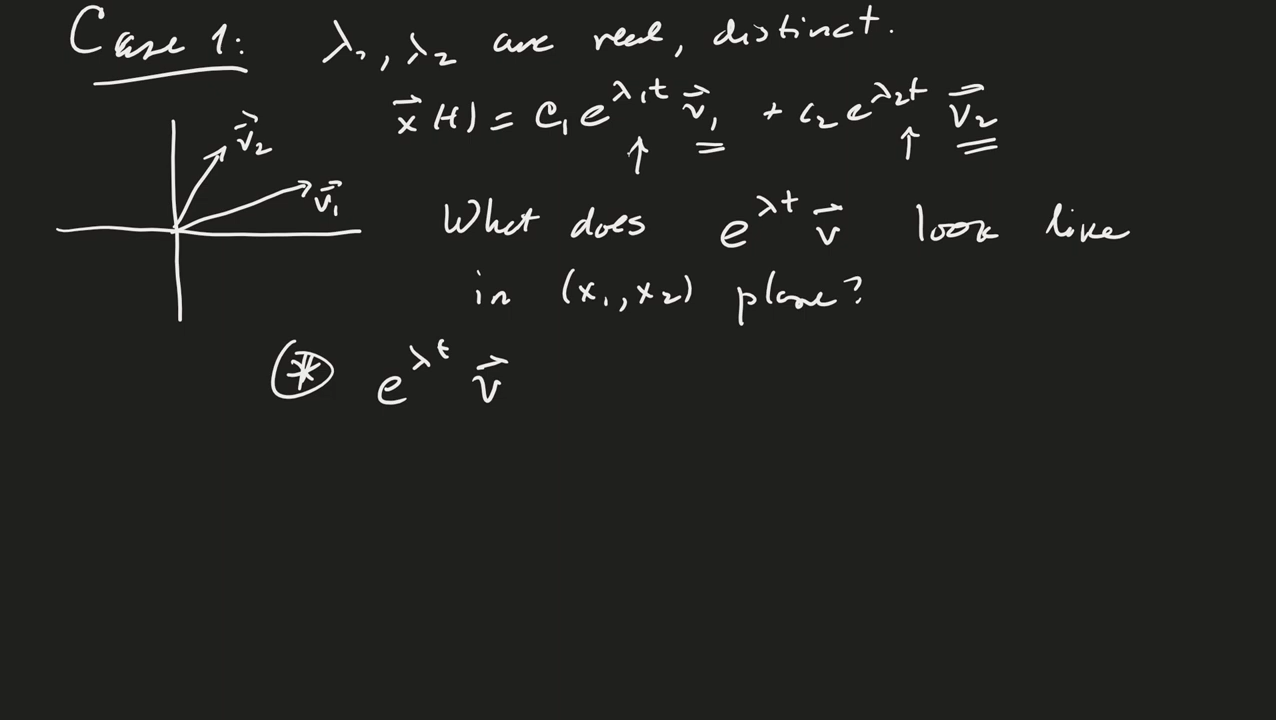 Case 1: λ₁, λ₂ are real, distinct.
x⃗(t) = C₁e^{λ₁t} v⃗₁ + c₂e^{λ₂t} v⃗₂
v⃗₂
v⃗₁
What does e^{λt} v⃗ look like
in (x₁, x₂) plane?
* e^{λt} v⃗